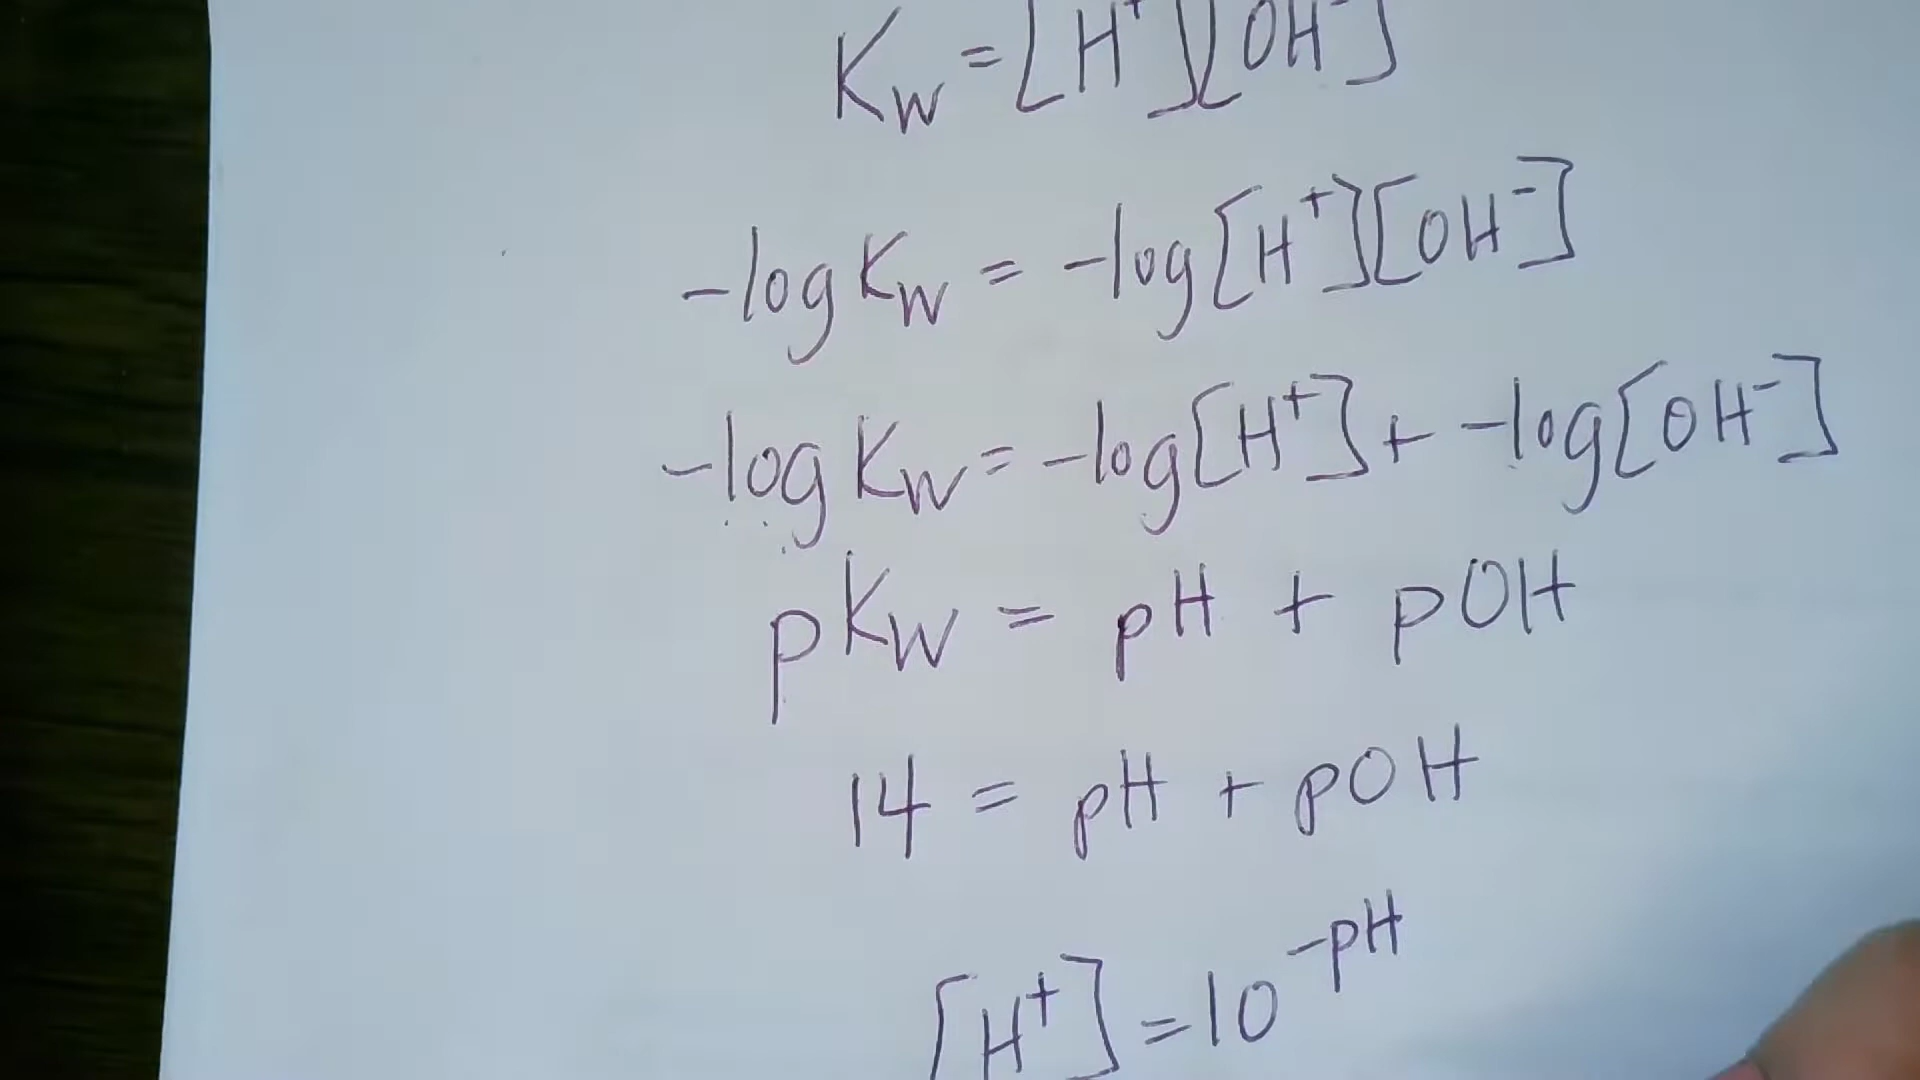 Kw = [H⁺][OH⁻]
-log Kw = -log[H⁺][OH⁻]
-log Kw = -log[H⁺] + -log[OH⁻]
pKw = pH + pOH
14 = pH + pOH
[H⁺] = 10⁻ᵖᴴ